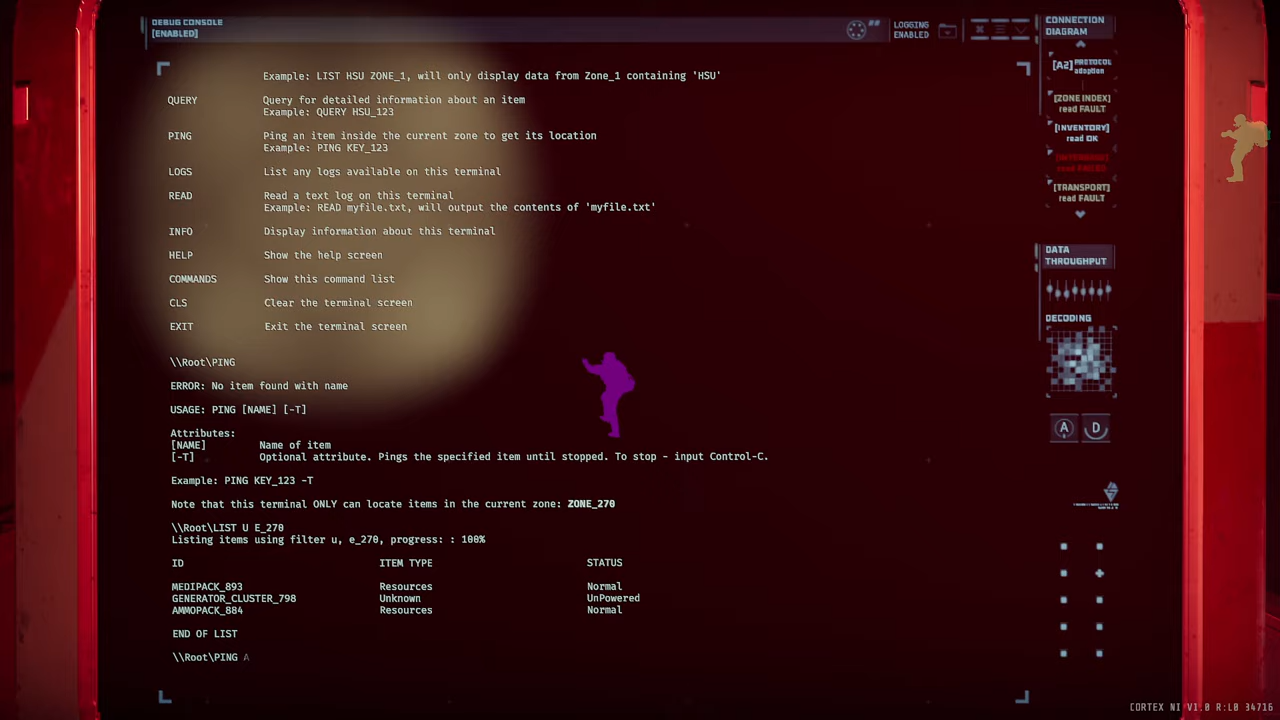 DEBUG CONSOLE
[ENABLED]
LOGGING
ENABLED
Example: LIST HSU ZONE_1, will only display data from Zone_1 containing 'HSU'
QUERY Query for detailed information about an item
Example: QUERY HSU_123
PING Ping an item inside the current zone to get its location
Example: PING KEY_123
LOGS List any logs available on this terminal
READ Read a text log on this terminal
Example: READ myfile.txt, will output the contents of 'myfile.txt'
INFO Display information about this terminal
HELP Show the help screen
COMMANDS Show this command list
CLS Clear the terminal screen
EXIT Exit the terminal screen
\\Root\PING
ERROR: No item found with name
USAGE: PING [NAME] [-T]
Attributes:
[NAME] Name of item
[-T] Optional attribute. Pings the specified item until stopped. To stop - input Control-C.
Example: PING KEY_123 -T
Note that this terminal ONLY can locate items in the current zone: ZONE_270
\\Root\LIST U E_270
Listing items using filter u, e_270, progress: : 100%
ID ITEM TYPE STATUS
MEDIPACK_893 Resources Normal
GENERATOR_CLUSTER_798 Unknown UnPowered
AMMOPACK_884 Resources Normal
END OF LIST
\\Root\PING A
CONNECTION
DIAGRAM
[A2] PROTOCOL
adaption
[ZONE INDEX]
read FAULT
[INVENTORY]
read OK
read FAILED
[TRANSPORT]
read FAULT
DATA
THROUGHPUT
DECODING
A D
CORTEX NI V1.0 R:L0 34716